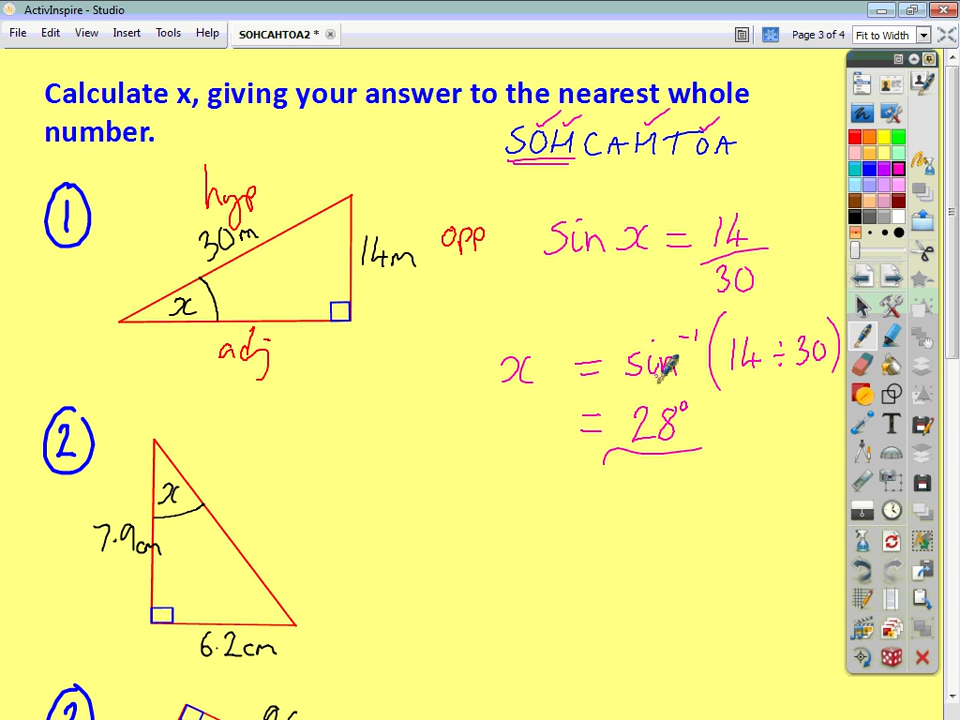 ActivInspire - Studio
File Edit View Insert Tools Help SOHCAHTOA2 * Page 3 of 4 Fit to Width
Calculate x, giving your answer to the nearest whole
number.
SOHCAHTOA
1
hyp
30m
14m
opp
x
adj
sin x = 14
30
x = sin⁻¹ (14 ÷ 30)
= 28°
2
x
7.9cm
6.2cm